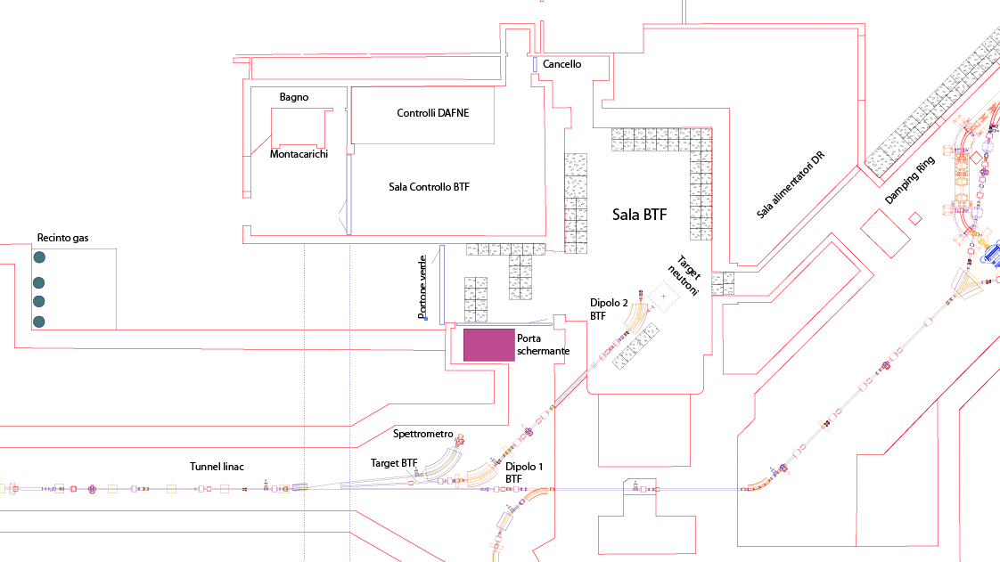 Cancello
Bagno
Controlli DAFNE
Montacarichi
Sala Controllo BTF
Sala BTF
Sala alimentatori DR
Damping Ring
Recinto gas
Portone verde
Target
neutroni
Dipolo 2
BTF
Porta
schermante
Spettrometro
Target BTF
Tunnel linac
Dipolo 1
BTF